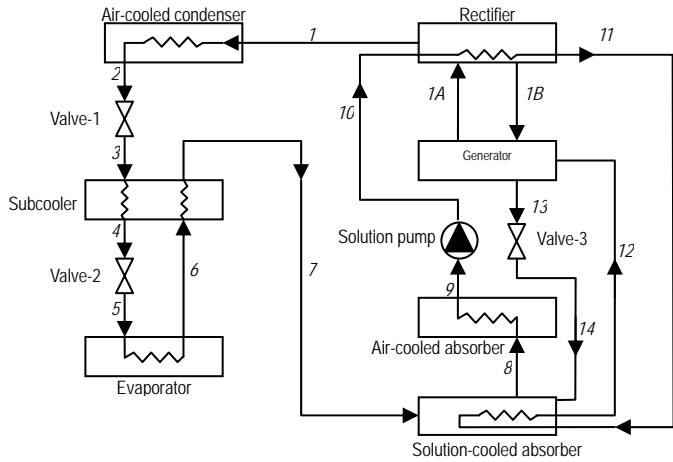 Air-cooled condenser
1
Rectifier
11
2
1A
1B
10
Valve-1
3
Generator
Subcooler
13
4
Solution pump
Valve-3
12
6
7
Valve-2
9
5
14
Air-cooled absorber
8
Evaporator
Solution-cooled absorber